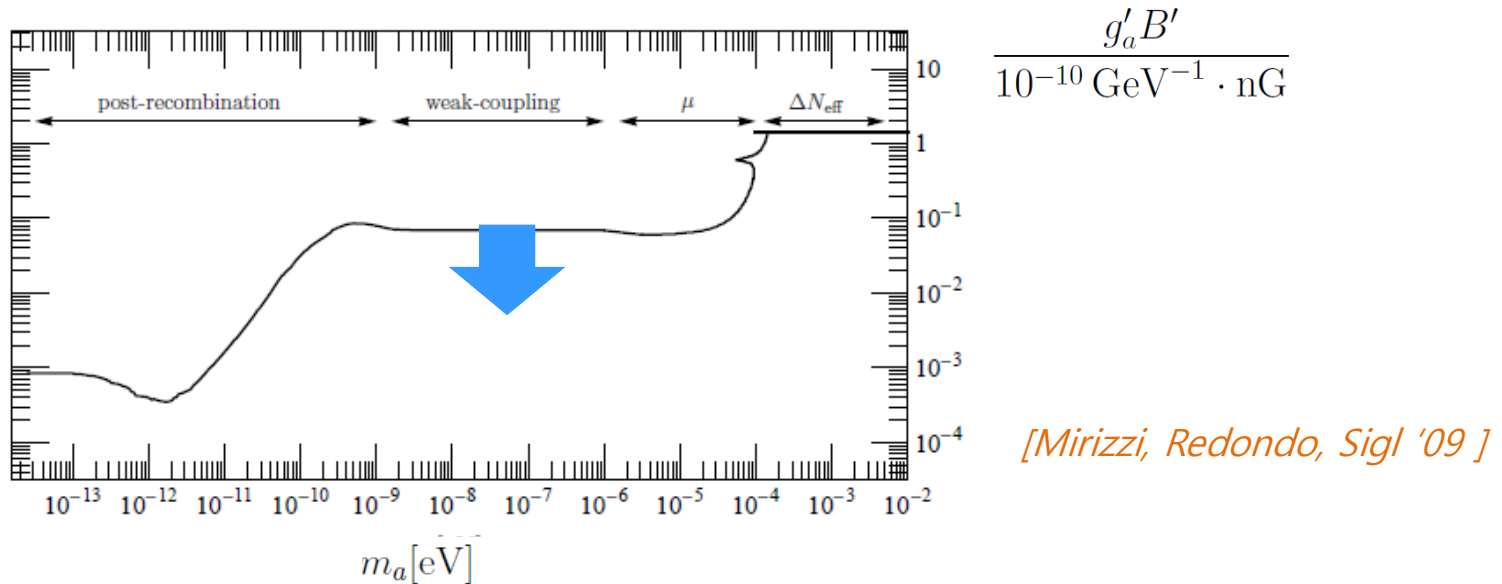 g′ₐB′
10⁻¹⁰ GeV⁻¹ · nG
10
post-recombination weak-coupling μ ΔN_eff
1
10⁻¹
10⁻²
10⁻³
10⁻⁴
[Mirizzi, Redondo, Sigl ‘09 ]
10⁻¹³ 10⁻¹² 10⁻¹¹ 10⁻¹⁰ 10⁻⁹ 10⁻⁸ 10⁻⁷ 10⁻⁶ 10⁻⁵ 10⁻⁴ 10⁻³ 10⁻²
mₐ[eV]